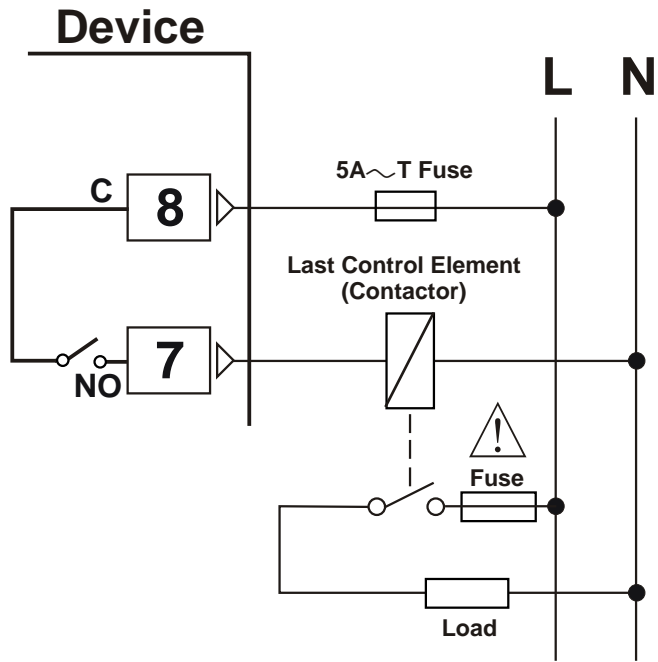 Device
L N
5A～T Fuse
C
8
Last Control Element
(Contactor)
7
NO
!
Fuse
Load